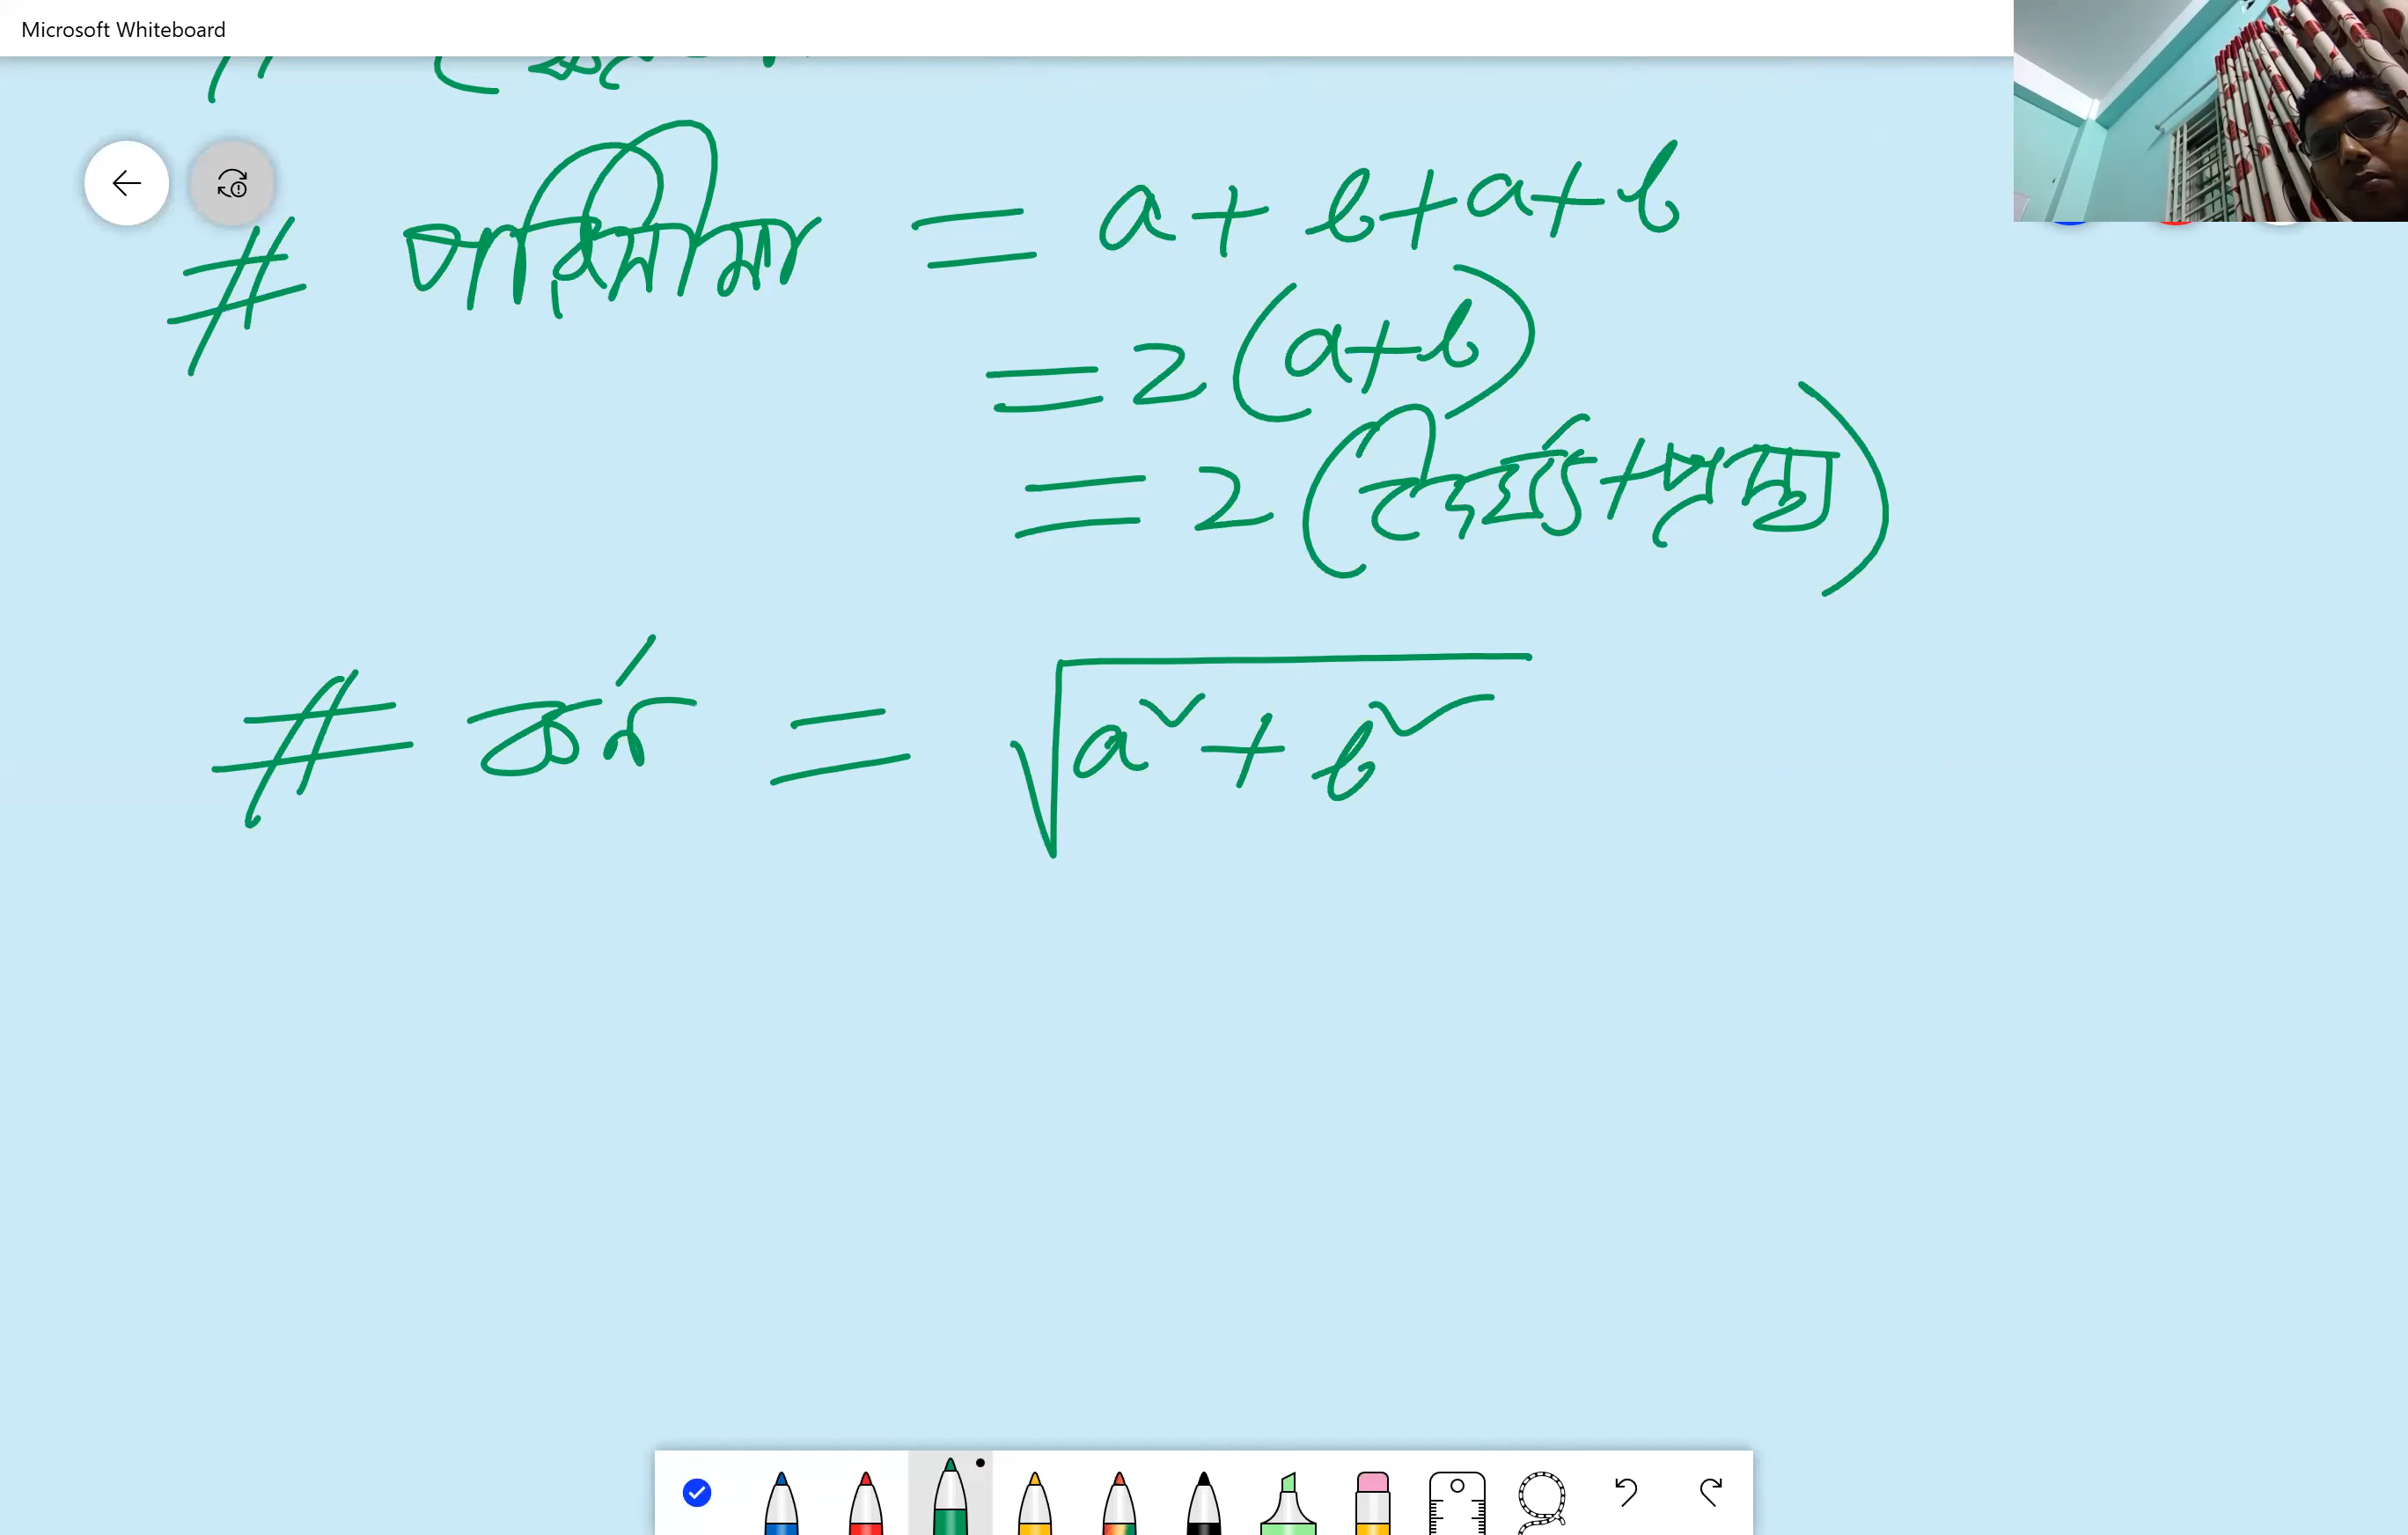 Microsoft Whiteboard
# পরিসীমা = a + b + a + b
= 2 (a+b)
= 2 (দৈর্ঘ্য + প্রস্থ)
# কর্ণ = √(a² + b²)